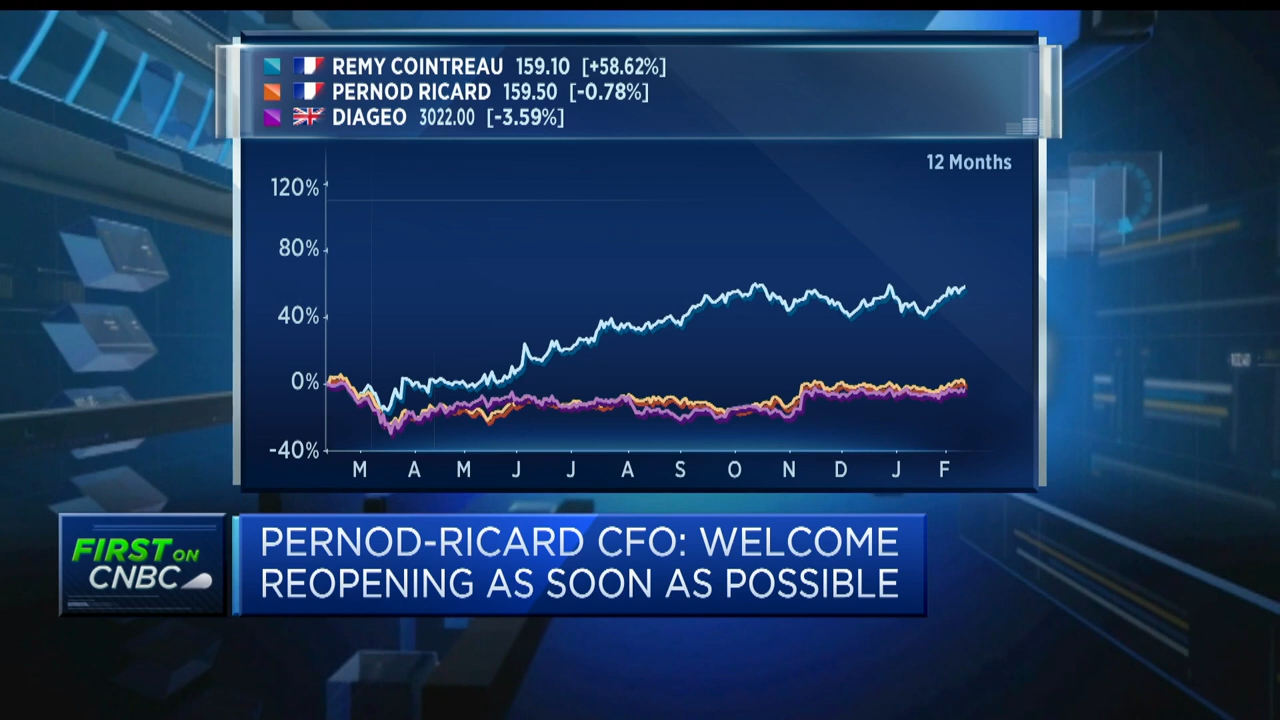 REMY COINTREAU 159.10 [+58.62%]
PERNOD RICARD 159.50 [-0.78%]
DIAGEO 3022.00 [-3.59%]
12 Months
120%
80%
40%
0%
-40%
M A M J J A S O N D J F
FIRST ON
CNBC
PERNOD-RICARD CFO: WELCOME
REOPENING AS SOON AS POSSIBLE